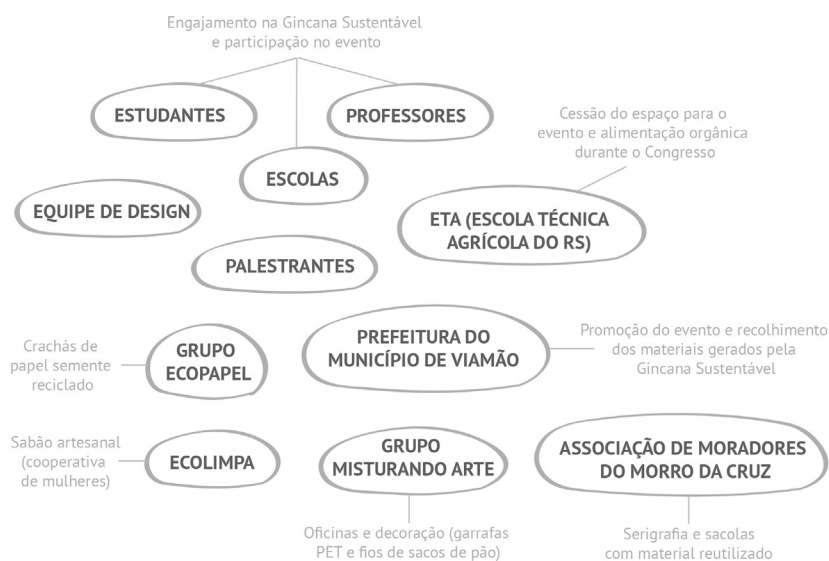 Engajamento na Gincana Sustentável
e participação no evento
ESTUDANTES
PROFESSORES
Cessão do espaço para o
evento e alimentação orgânica
durante o Congresso
ESCOLAS
EQUIPE DE DESIGN
ETA (ESCOLA TÉCNICA
AGRÍCOLA DO RS)
PALESTRANTES
Crachás de
papel semente
reciclado
GRUPO
ECOPAPEL
PREFEITURA DO
MUNICÍPIO DE VIAMÃO
Promoção do evento e recolhimento
dos materiais gerados pela
Gincana Sustentável
Sabão artesanal
(cooperativa
de mulheres)
ECOLIMPA
GRUPO
MISTURANDO ARTE
ASSOCIAÇÃO DE MORADORES
DO MORRO DA CRUZ
Oficinas e decoração (garrafas
PET e fios de sacos de pão)
Serigrafia e sacolas
com material reutilizado